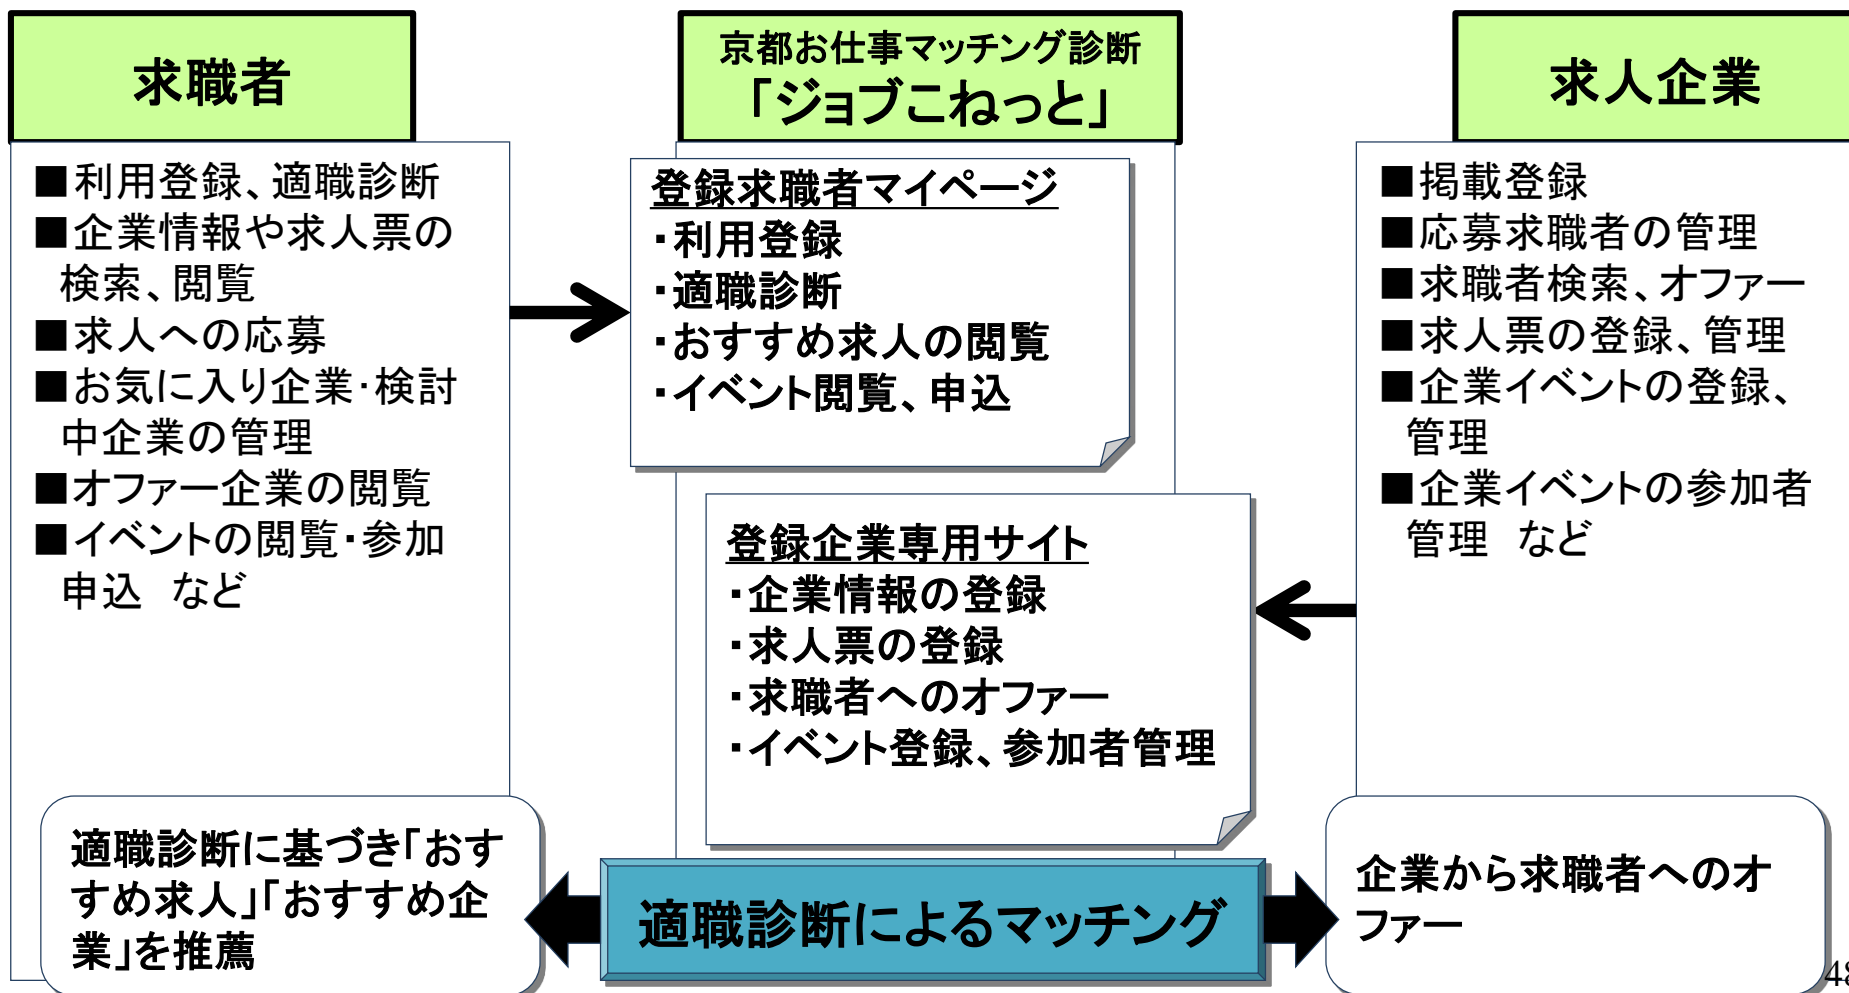 求職者
■利用登録、適職診断
■企業情報や求人票の
検索、閲覧
■求人への応募
■お気に入り企業・検討
中企業の管理
■オファー企業の閲覧
■イベントの閲覧・参加
申込　など
適職診断に基づき「おす
すめ求人」「おすすめ企
業」を推薦
京都お仕事マッチング診断
「ジョブこねっと」
登録求職者マイページ
・利用登録
・適職診断
・おすすめ求人の閲覧
・イベント閲覧、申込
登録企業専用サイト
・企業情報の登録
・求人票の登録
・求職者へのオファー
・イベント登録、参加者管理
適職診断によるマッチング
求人企業
■掲載登録
■応募求職者の管理
■求職者検索、オファー
■求人票の登録、管理
■企業イベントの登録、
管理
■企業イベントの参加者
管理　など
企業から求職者へのオ
ファー
48